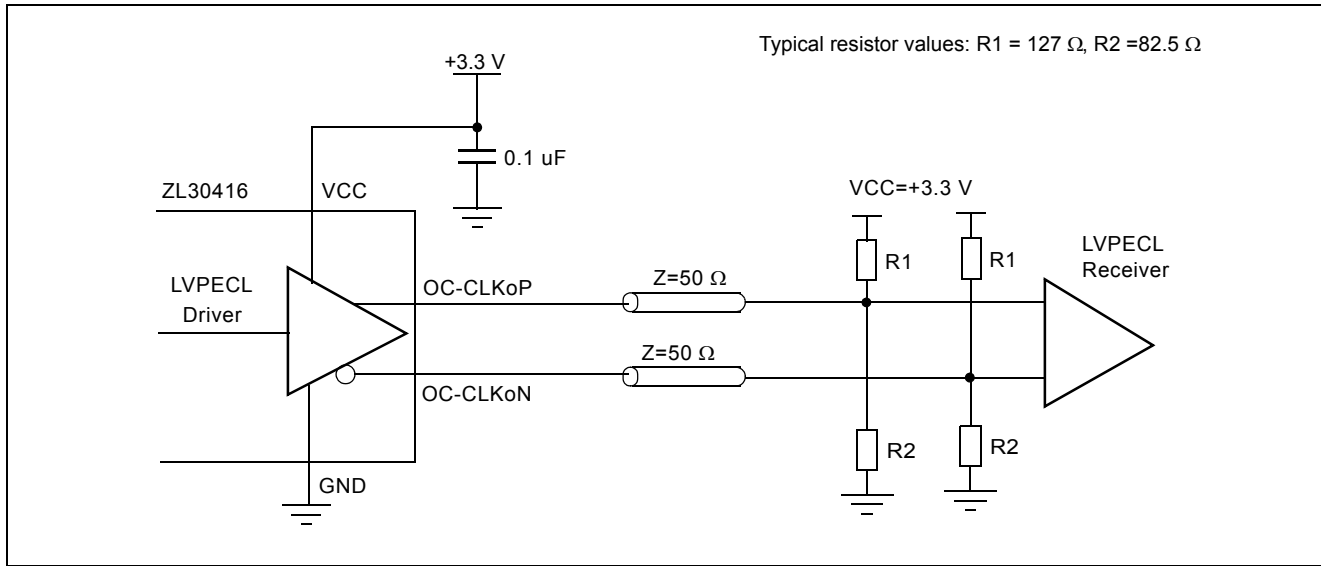 Typical resistor values: R1 = 127 Ω, R2 =82.5 Ω
+3.3 V
0.1 uF
ZL30416
VCC
VCC=+3.3 V
R1
R1
LVPECL
Receiver
LVPECL
Driver
OC-CLKoP
Z=50 Ω
Z=50 Ω
OC-CLKoN
R2
R2
GND